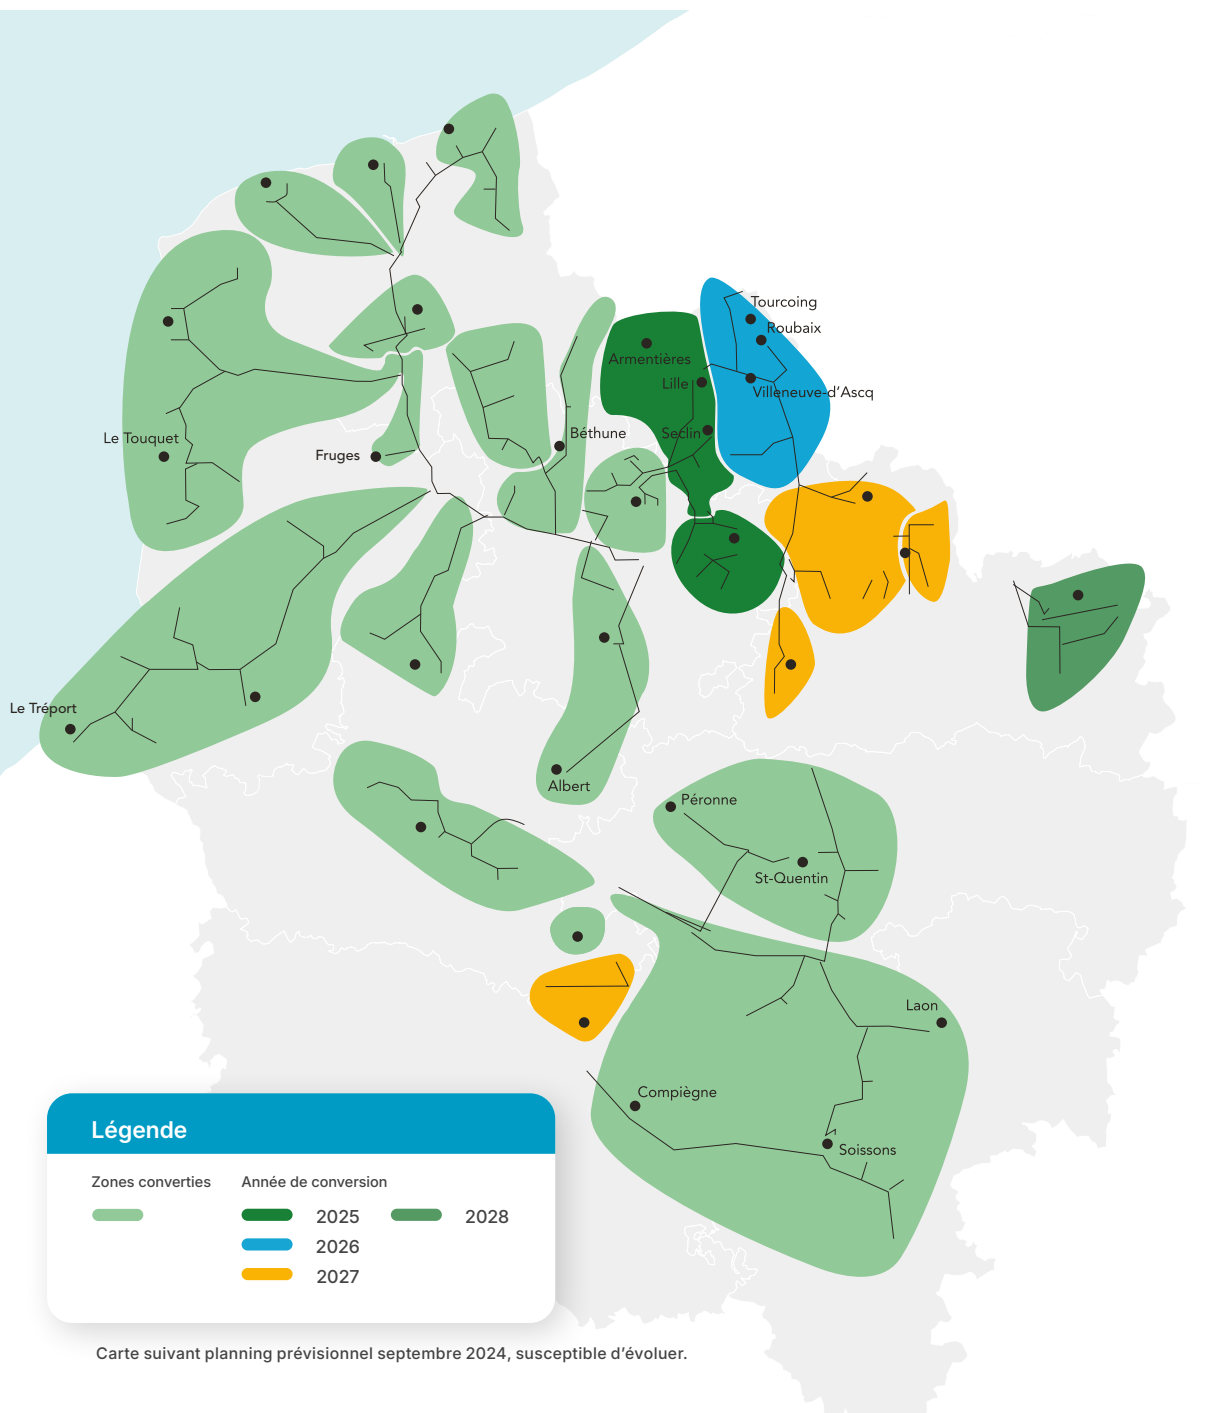 Tourcoing
Roubaix
Armentières
Lille
Villeneuve-d’Ascq
Le Touquet
Béthune
Seclin
Fruges
Le Tréport
Albert
Péronne
St-Quentin
Laon
Compiègne
Soissons
Légende
Zones converties Année de conversion
2025 2028
2026
2027
Carte suivant planning prévisionnel septembre 2024, susceptible d’évoluer.